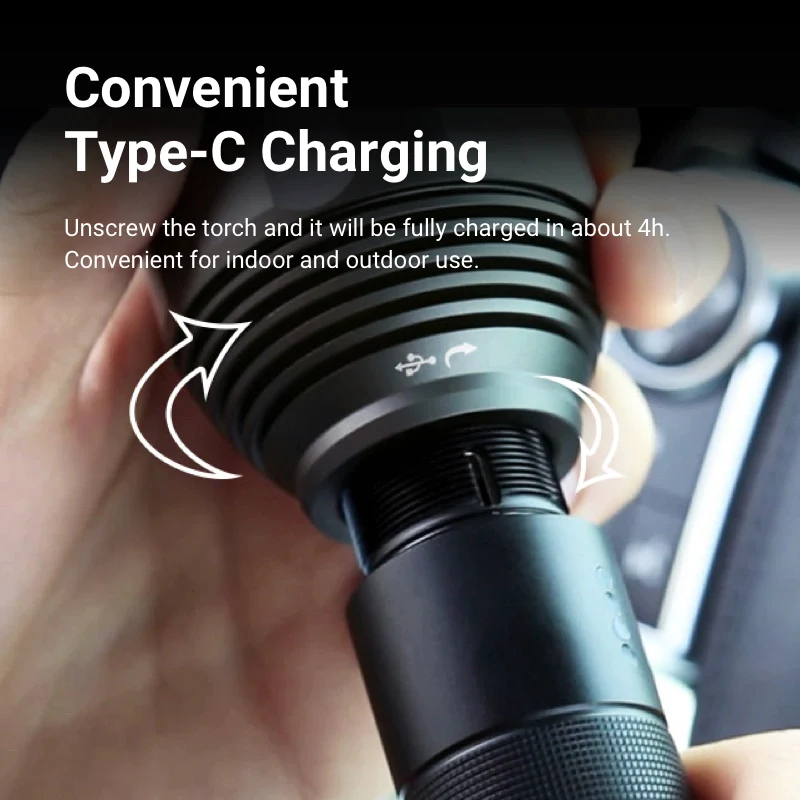 Convenient
Type-C Charging
Unscrew the torch and it will be fully charged in about 4h.
Convenient for indoor and outdoor use.